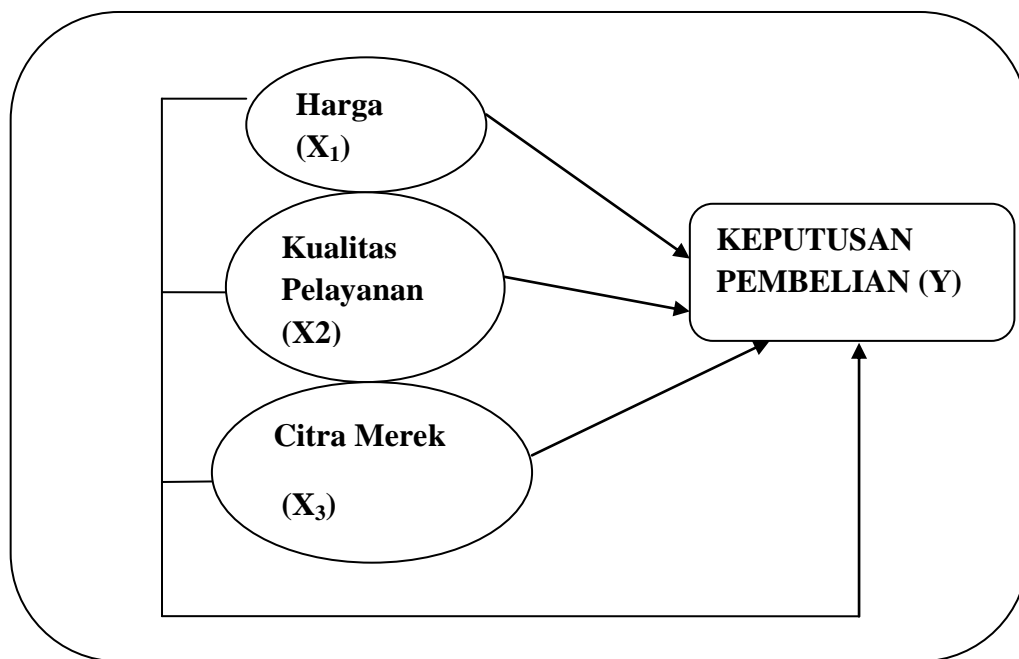 Harga
(X₁)
Kualitas
Pelayanan
(X2)
Citra Merek
(X₃)
KEPUTUSAN
PEMBELIAN (Y)